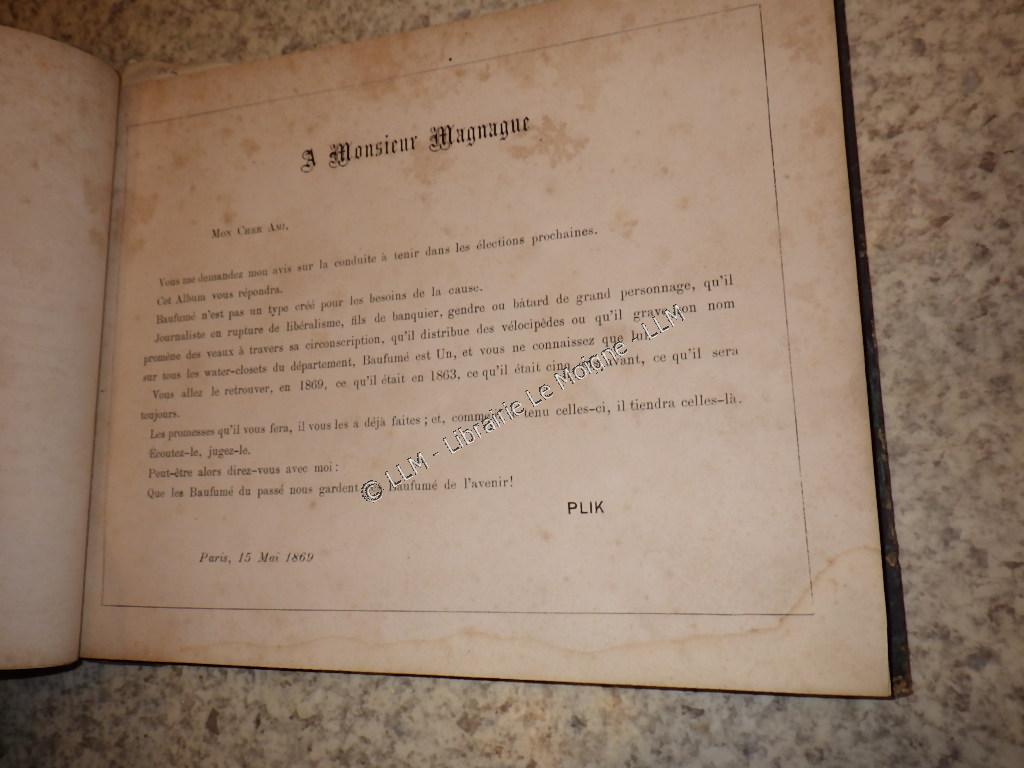 A Monsieur Magnague
MON CHER AMI,
Vous me demandez mon avis sur la conduite à tenir dans les élections prochaines.
Cet Album vous répondra.
Baufumé n'est pas un type créé pour les besoins de la cause.
Journaliste en rupture de libéralisme, fils de banquier, gendre ou bâtard de grand personnage, qu'il
promène des veaux à travers sa circonscription, qu'il distribue des vélocipèdes ou qu'il grave son nom
sur tous les water-closets du département, Baufumé est Un, et vous ne connaissez que lui.
Vous allez le retrouver, en 1869, ce qu'il était en 1863, ce qu'il était cinq ans avant, ce qu'il sera
toujours.
Les promesses qu'il vous fera, il vous les a déjà faites ; et, comme il a tenu celles-ci, il tiendra celles-là.
Écoutez-le, jugez-le.
Peut-être alors direz-vous avec moi :
Que les Baufumé du passé nous gardent des Baufumé de l'avenir!
PLIK
Paris, 15 Mai 1869
© LLM - Librairie Le Moigne - LLM